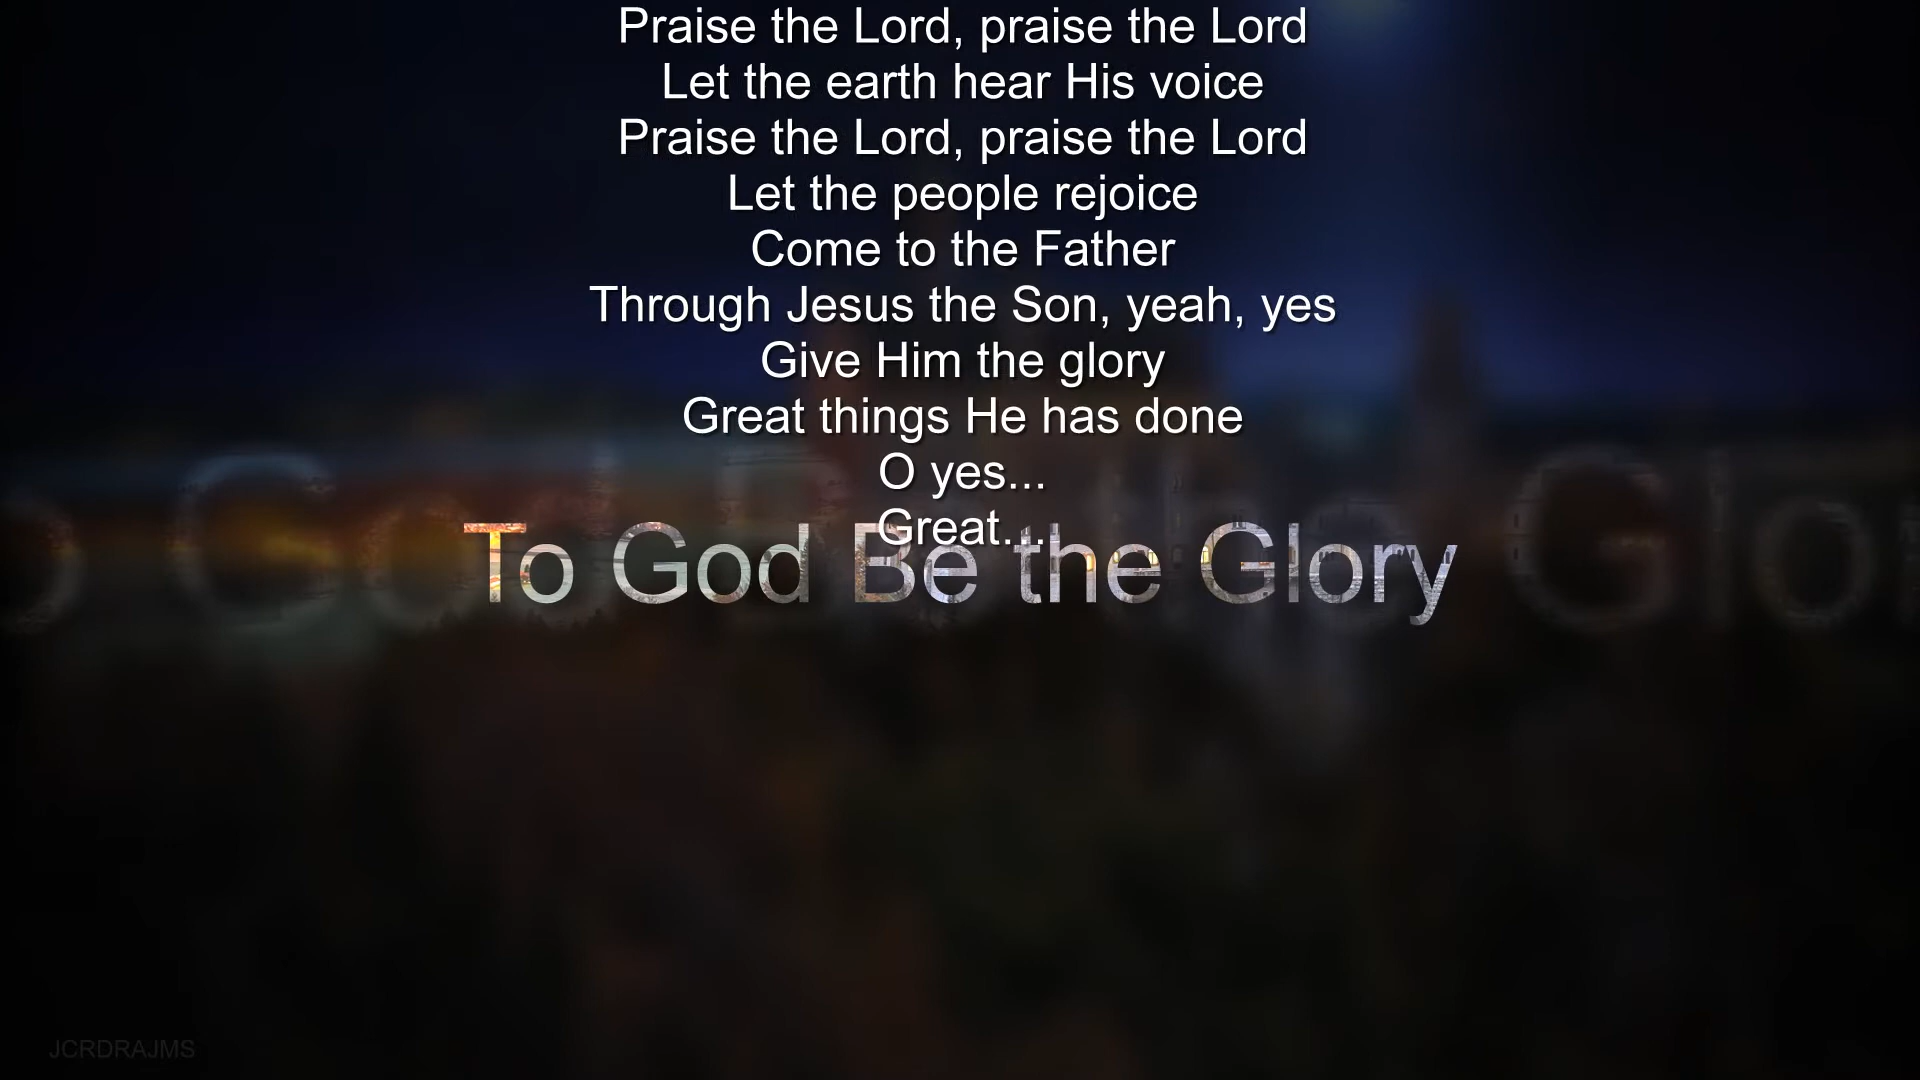 Praise the Lord, praise the Lord
Let the earth hear His voice
Praise the Lord, praise the Lord
Let the people rejoice
Come to the Father
Through Jesus the Son, yeah, yes
Give Him the glory
Great things He has done
O yes...
Great....
To God Be the Glory
JCRDRAJMS